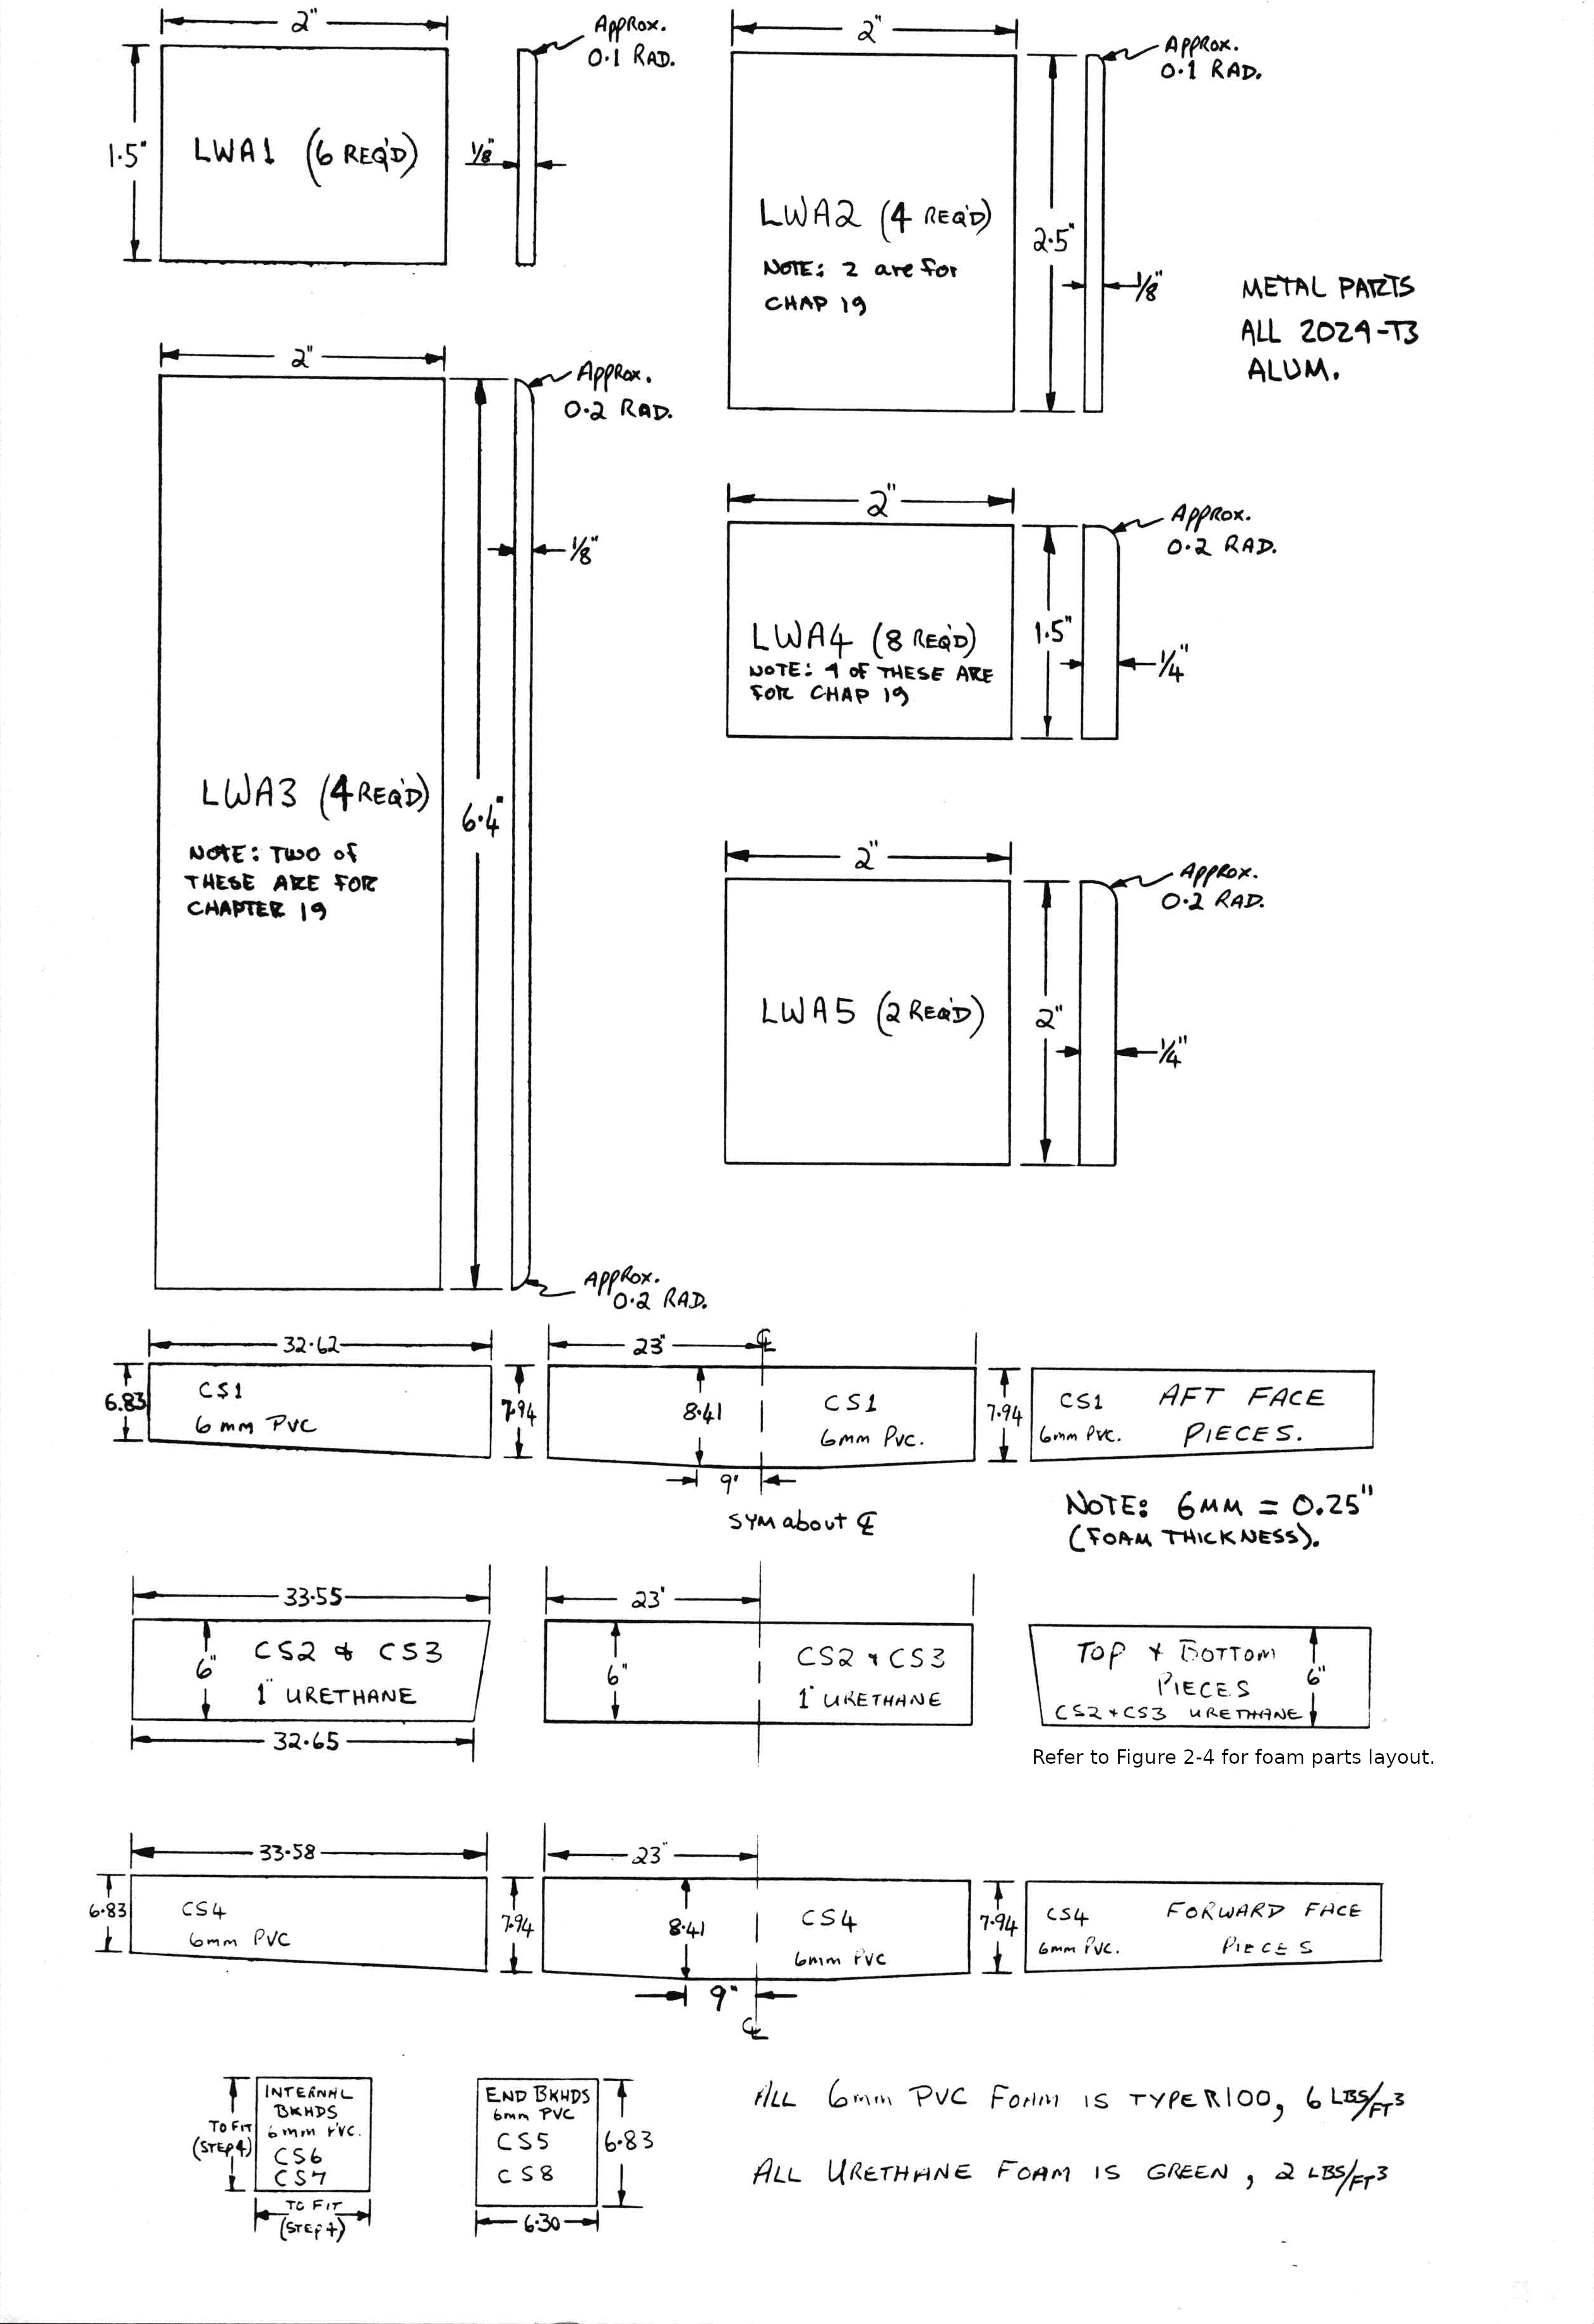 2"
1.5"
LWA1 (6 REQ'D)
1/8"
Approx.
0.1 RAD.
2"
LWA2 (4 REQ'D)
NOTE: 2 are for
CHAP 19
2.5"
1/8"
Approx.
0.1 RAD.
METAL PARTS
ALL 2024-T3
ALUM.
2"
LWA3 (4 REQ'D)
NOTE: TWO of
THESE ARE FOR
CHAPTER 19
6.4"
1/8"
Approx.
0.2 RAD.
Approx.
0.2 RAD.
2"
LWA4 (8 REQ'D)
NOTE: 4 OF THESE ARE
FOR CHAP 19
1.5"
1/4"
Approx.
0.2 RAD.
2"
LWA5 (2 REQ'D)
2"
1/4"
Approx.
0.2 RAD.
32.62
6.83
CS1
6mm PVC
7.94
23"
℄
8.41
CS1
6mm PVC.
9"
SYM about ℄
7.94
CS1
6mm PVC.
AFT FACE
PIECES.
NOTE: 6MM = 0.25"
(FOAM THICKNESS).
33.55
6"
CS2 & CS3
1" URETHANE
32.65
23"
6"
CS2 & CS3
1" URETHANE
TOP & BOTTOM
PIECES
CS2 & CS3 URETHANE
6"
Refer to Figure 2-4 for foam parts layout.
33.58
6.83
CS4
6mm PVC
7.94
23"
8.41
CS4
6mm PVC
9"
℄
7.94
CS4
6mm PVC.
FORWARD FACE
PIECES
INTERNAL
BKHDS
6mm PVC.
CS6
CS7
TO FIT
(STEP 4)
TO FIT
(STEP 4)
END BKHDS
6mm PVC
CS5
CS8
6.83
6.30
ALL 6mm PVC FOAM IS TYPE R100, 6 LBS/FT3
ALL URETHANE FOAM IS GREEN, 2 LBS/FT3